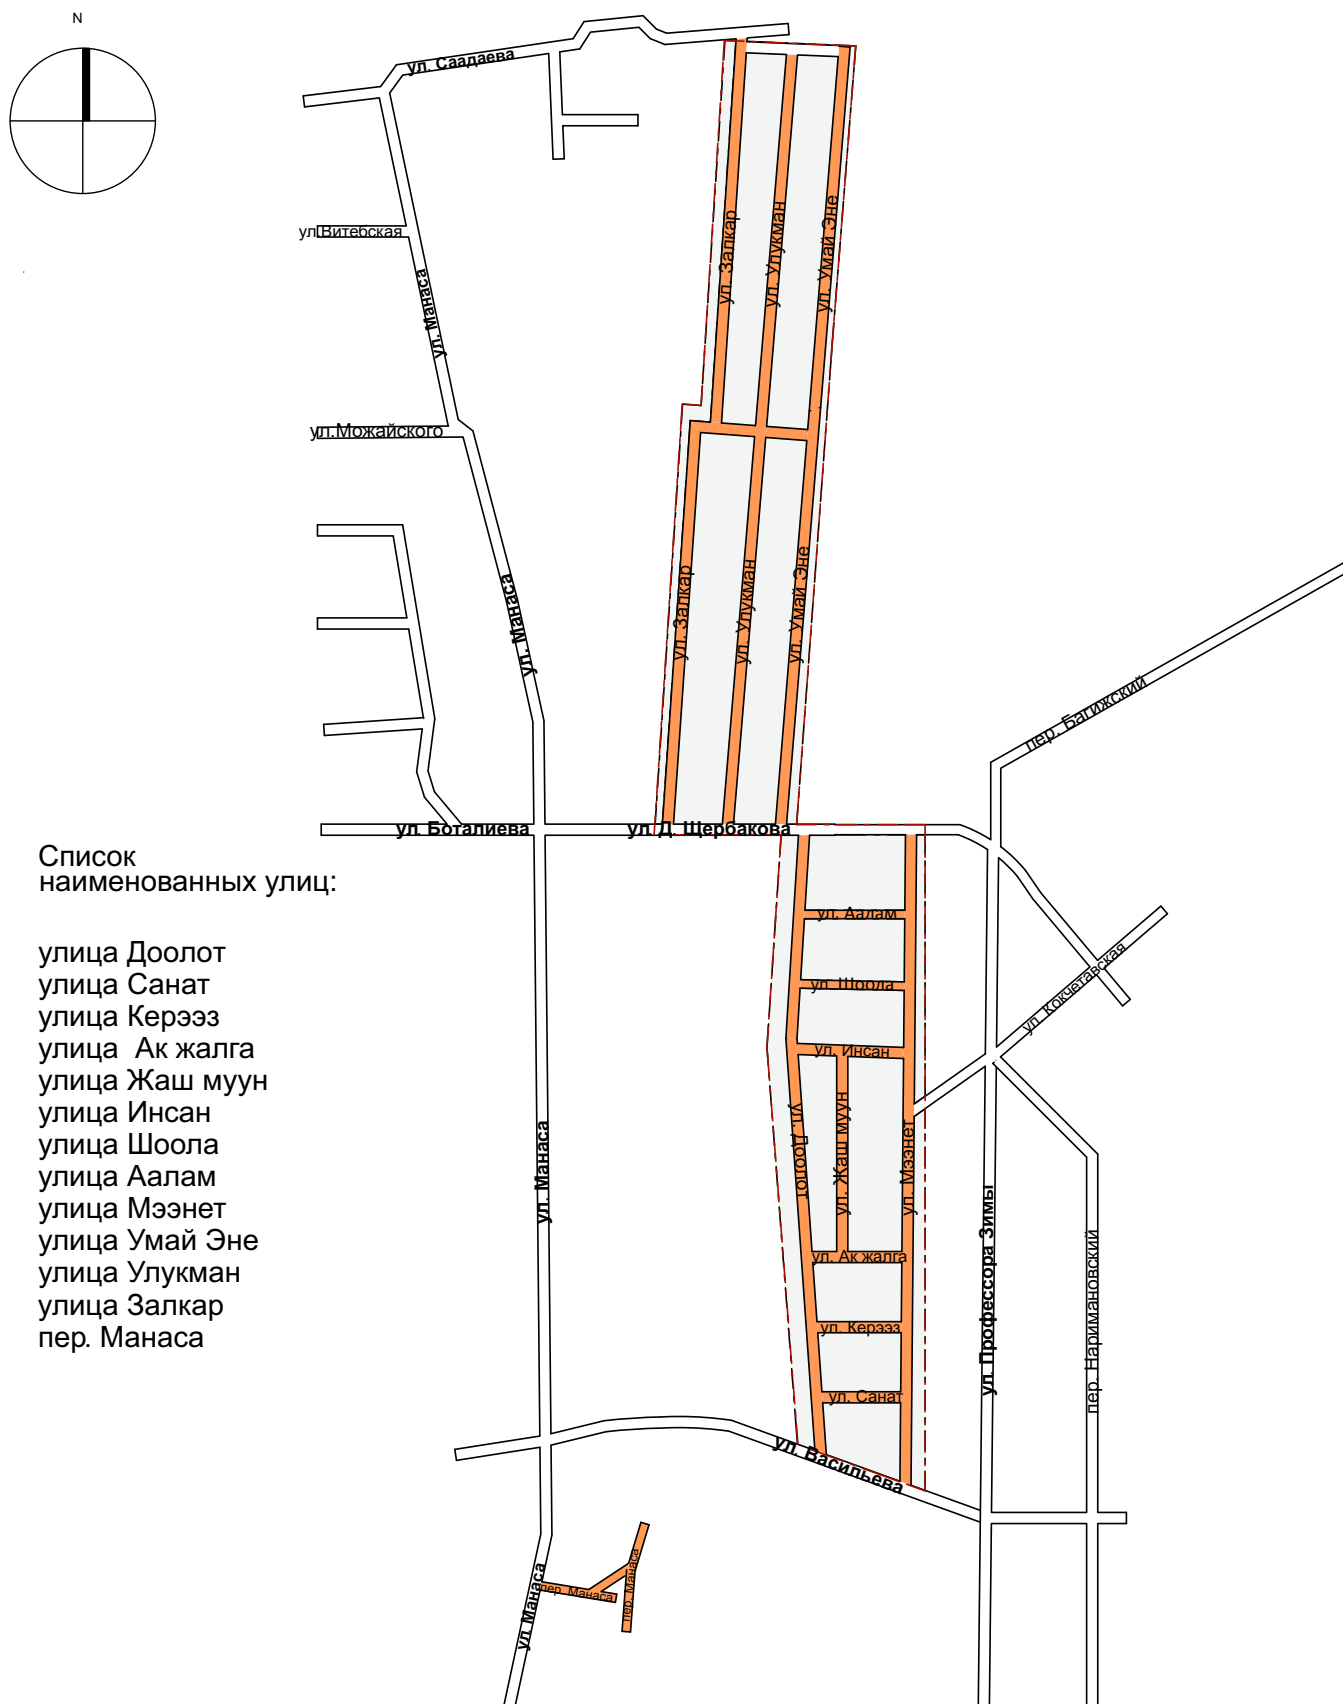 N
ул. Саадаева
ул.Витебская
ул. Манаса
ул. Залкар
ул. Улукман
ул. Умай Эне
ул.Можайского
ул. Манаса
ул. Залкар
ул. Улукман
ул. Умай Эне
пер. Багижский
ул. Боталиева
ул. Д. Щербакова
Список
наименованных улиц:
улица Доолот
улица Санат
улица Керээз
улица  Ак жалга
улица Жаш муун
улица Инсан
улица Шоола
улица Аалам
улица Мээнет
улица Умай Эне
улица Улукман
улица Залкар
пер. Манаса
ул. Аалам
ул. Шоола
ул. Кокчетавская
ул. Инсан
ул. Доолот
ул. Жаш муун
ул. Мээнет
ул. Манаса
ул. Профессора Зимы
пер. Наримановский
ул. Ак жалга
ул. Керээз
ул. Санат
ул. Васильева
ул. Манаса
пер. Манаса
пер. Манаса